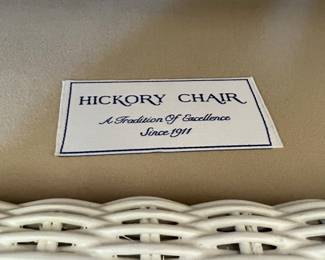 HICKORY CHAIR
A Tradition Of Excellence
Since 1911